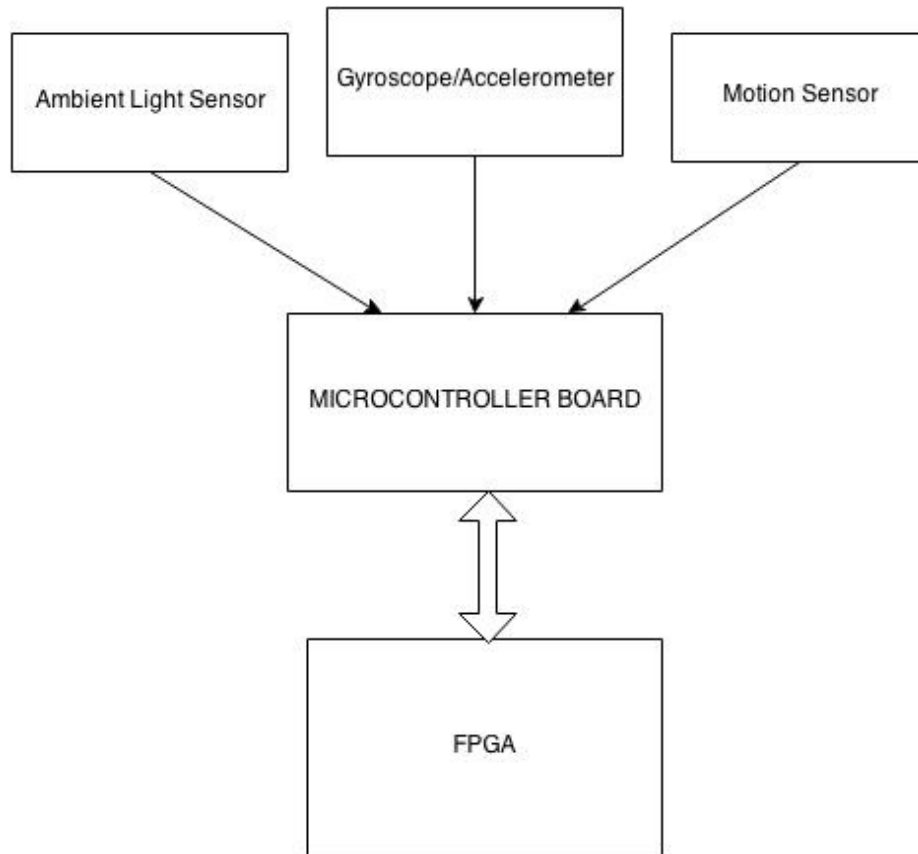 Ambient Light Sensor
Gyroscope/Accelerometer
Motion Sensor
MICROCONTROLLER BOARD
FPGA